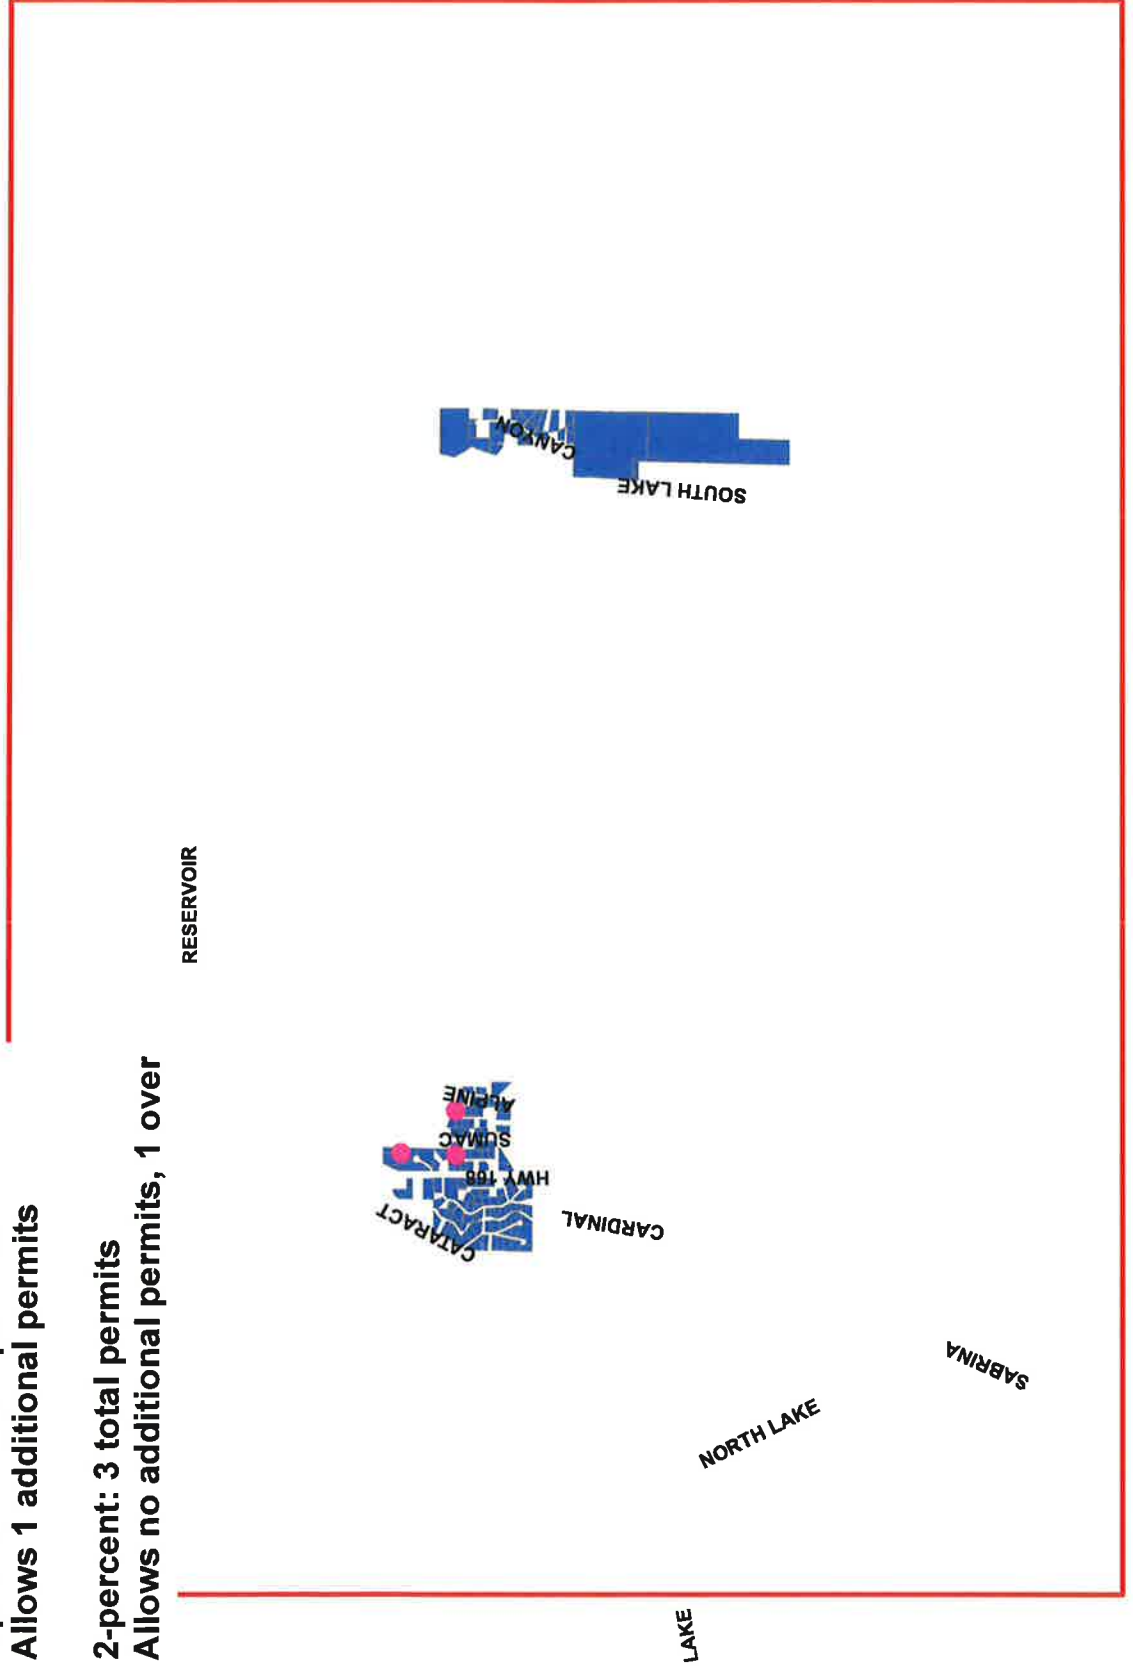 Allows 1 additional permits
2-percent: 3 total permits
Allows no additional permits, 1 over
RESERVOIR
CANYON
SOUTH LAKE
ALPINE
SUMAC
HWY 168
CATARACT
CARDINAL
NORTH LAKE
SABRINA
LAKE